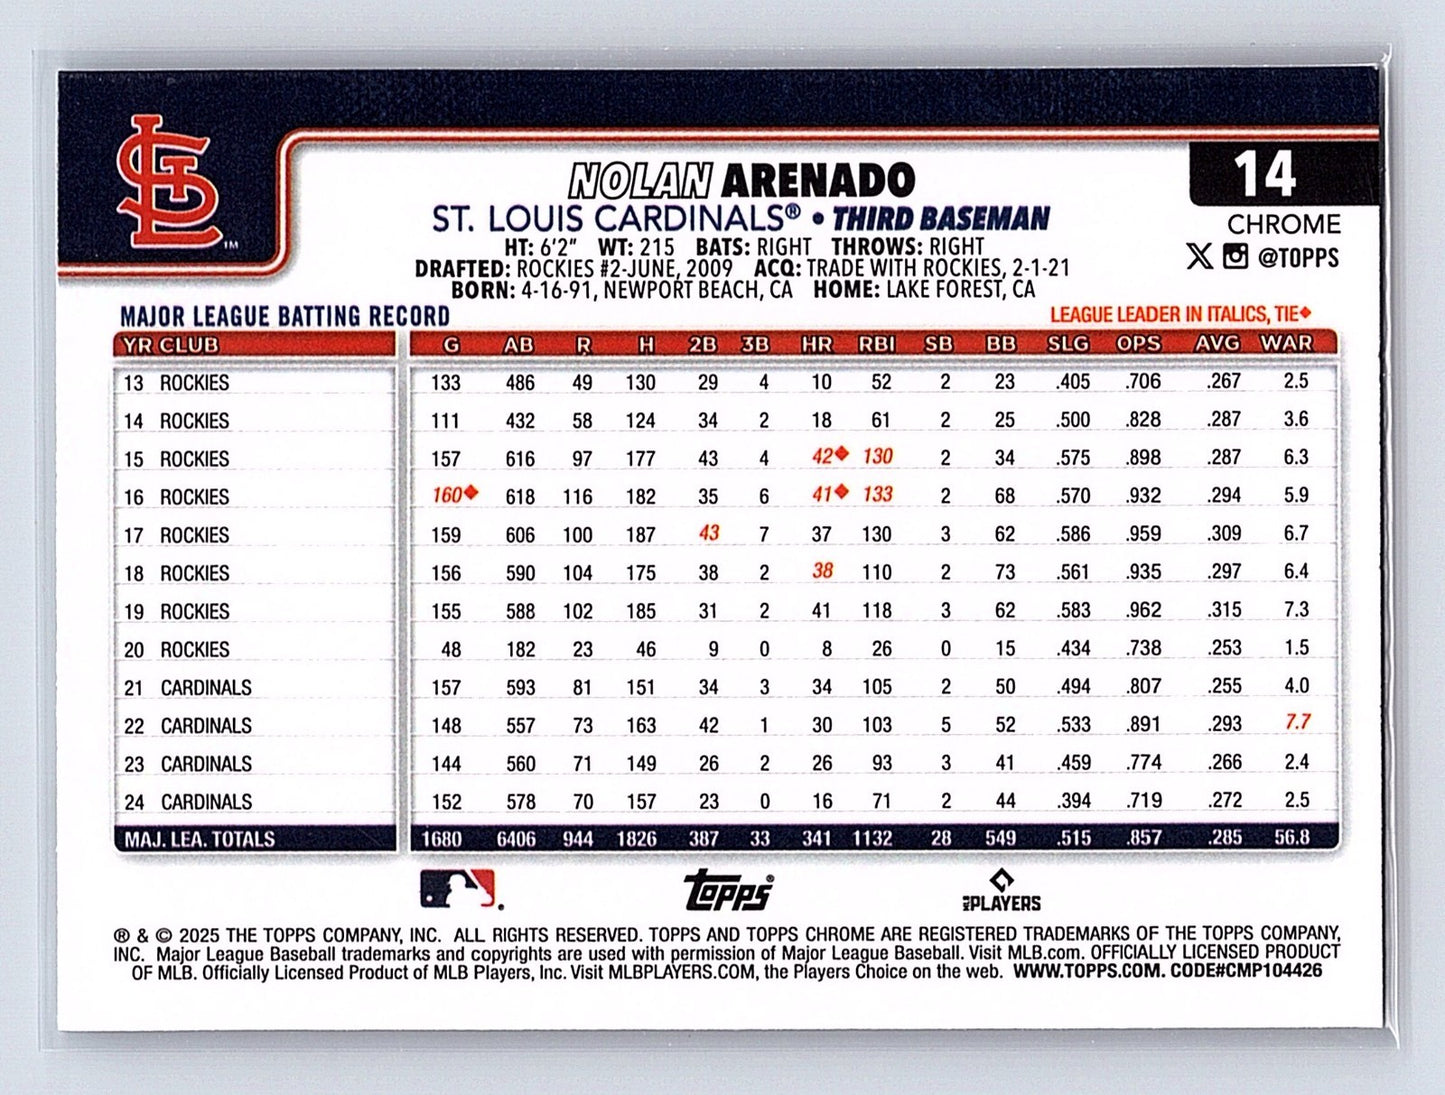 STL™
NOLAN ARENADO
14
ST. LOUIS CARDINALS® • THIRD BASEMAN
CHROME
HT: 6'2" WT: 215 BATS: RIGHT THROWS: RIGHT
X @TOPPS
DRAFTED: ROCKIES #2-JUNE, 2009 ACQ: TRADE WITH ROCKIES, 2-1-21
BORN: 4-16-91, NEWPORT BEACH, CA HOME: LAKE FOREST, CA
MAJOR LEAGUE BATTING RECORD LEAGUE LEADER IN ITALICS, TIE♦
YR CLUB G AB R H 2B 3B HR RBI SB BB SLG OPS AVG WAR
13 ROCKIES 133 486 49 130 29 4 10 52 2 23 .405 .706 .267 2.5
14 ROCKIES 111 432 58 124 34 2 18 61 2 25 .500 .828 .287 3.6
15 ROCKIES 157 616 97 177 43 4 42♦ 130 2 34 .575 .898 .287 6.3
16 ROCKIES 160♦ 618 116 182 35 6 41♦ 133 2 68 .570 .932 .294 5.9
17 ROCKIES 159 606 100 187 43 7 37 130 3 62 .586 .959 .309 6.7
18 ROCKIES 156 590 104 175 38 2 38 110 2 73 .561 .935 .297 6.4
19 ROCKIES 155 588 102 185 31 2 41 118 3 62 .583 .962 .315 7.3
20 ROCKIES 48 182 23 46 9 0 8 26 0 15 .434 .738 .253 1.5
21 CARDINALS 157 593 81 151 34 3 34 105 2 50 .494 .807 .255 4.0
22 CARDINALS 148 557 73 163 42 1 30 103 5 52 .533 .891 .293 7.7
23 CARDINALS 144 560 71 149 26 2 26 93 3 41 .459 .774 .266 2.4
24 CARDINALS 152 578 70 157 23 0 16 71 2 44 .394 .719 .272 2.5
MAJ. LEA. TOTALS 1680 6406 944 1826 387 33 341 1132 28 549 .515 .857 .285 56.8
topps® MLB PLAYERS
® & © 2025 THE TOPPS COMPANY, INC. ALL RIGHTS RESERVED. TOPPS AND TOPPS CHROME ARE REGISTERED TRADEMARKS OF THE TOPPS COMPANY,
INC. Major League Baseball trademarks and copyrights are used with permission of Major League Baseball. Visit MLB.com. OFFICIALLY LICENSED PRODUCT
OF MLB. Officially Licensed Product of MLB Players, Inc. Visit MLBPLAYERS.COM, the Players Choice on the web. WWW.TOPPS.COM. CODE#CMP104426